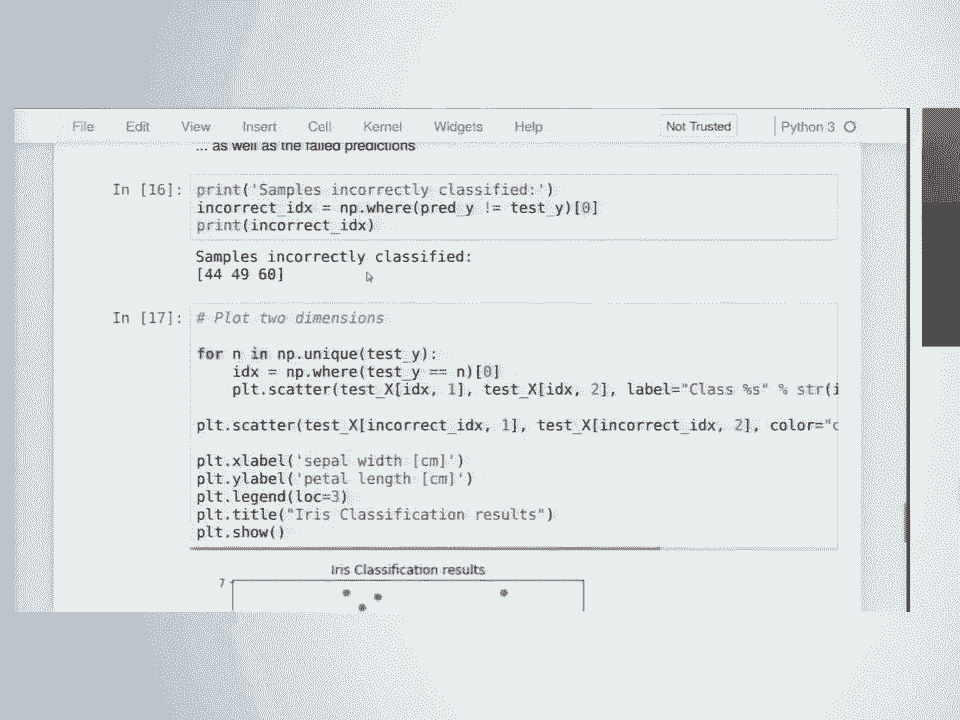 File Edit View Insert Cell Kernel Widgets Help Not Trusted Python 3
... as well as the failed predictions
In [16]: print('Samples incorrectly classified:')
incorrect_idx = np.where(pred_y != test_y)[0]
print(incorrect_idx)
Samples incorrectly classified:
[44 49 60]
In [17]: # Plot two dimensions
for n in np.unique(test_y):
    idx = np.where(test_y == n)[0]
    plt.scatter(test_X[idx, 1], test_X[idx, 2], label="Class %s" % str(i
plt.scatter(test_X[incorrect_idx, 1], test_X[incorrect_idx, 2], color="
plt.xlabel('sepal width [cm]')
plt.ylabel('petal length [cm]')
plt.legend(loc=3)
plt.title("Iris Classification results")
plt.show()
Iris Classification results
7